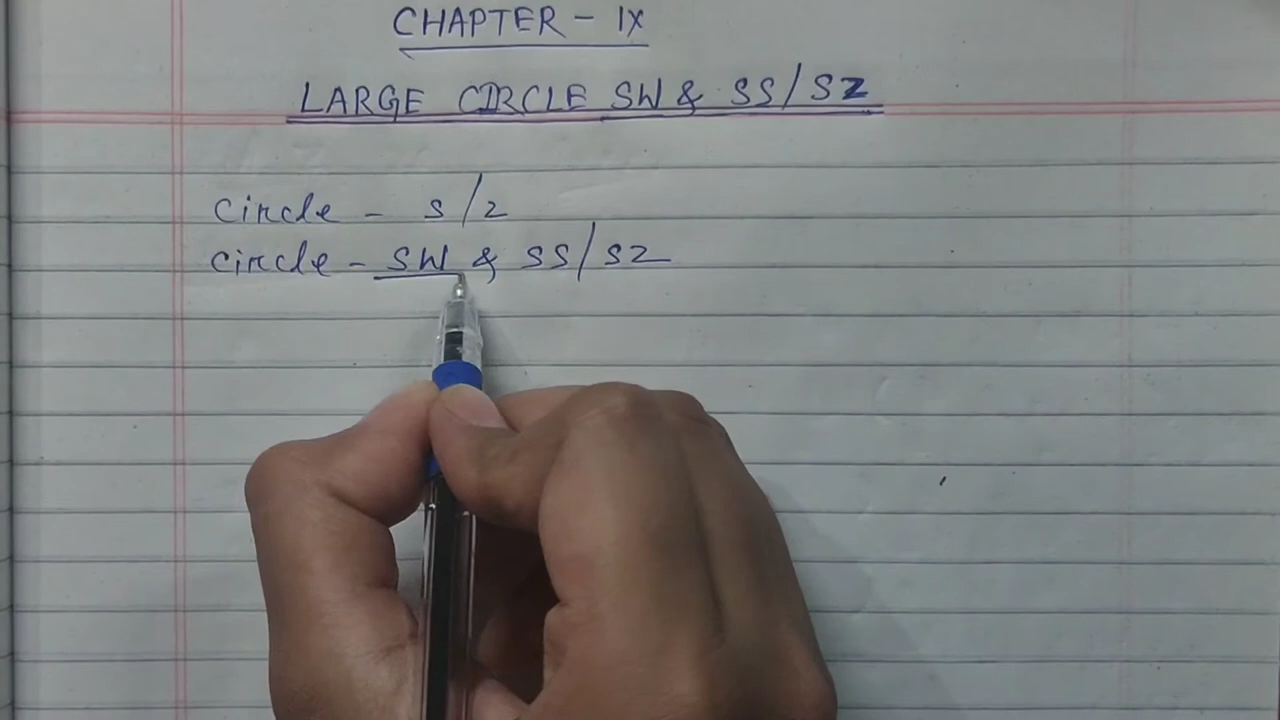 CHAPTER - IX
LARGE CIRCLE SW & SS/SZ
Circle - S/Z
Circle - SW & SS/SZ